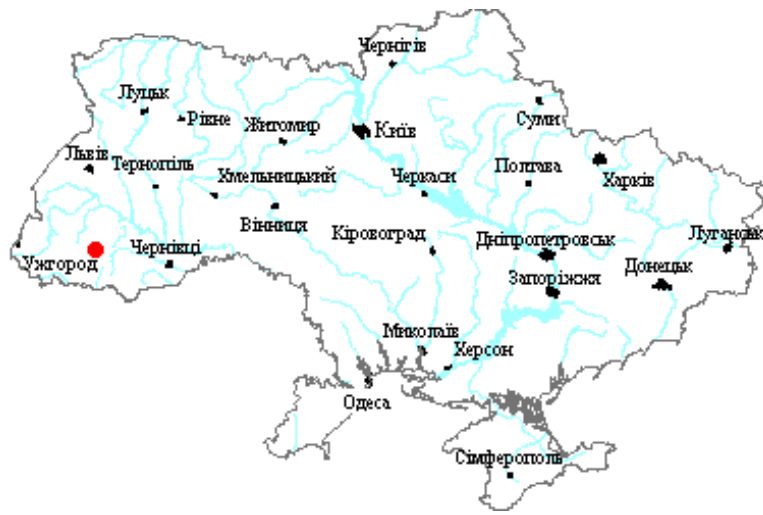 Чернігів
Луцьк
Рівне
Суми
Житомир
Київ
Львів
Тернопіль
Хмельницький
Черкаси
Полтава
Харків
Вінниця
Кіровоград
Дніпропетровськ
Луганськ
Ужгород
Чернівці
Запоріжжя
Донецьк
Миколаїв
Херсон
Одеса
Сімферополь